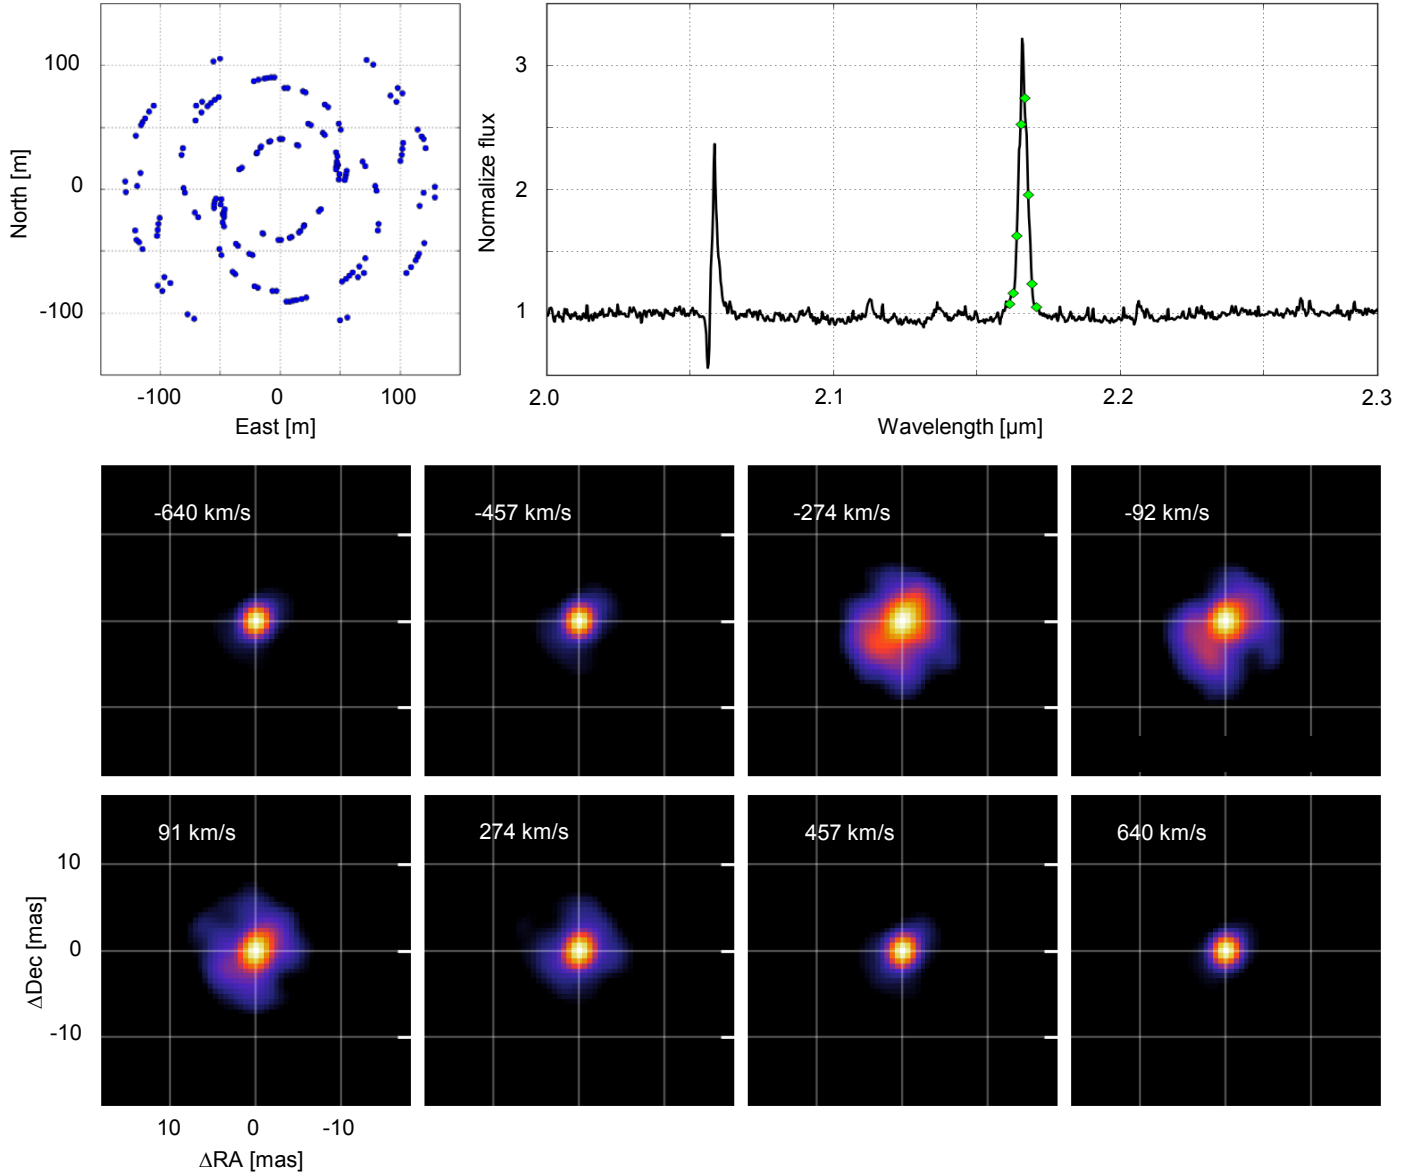 100
0
-100
North [m]
-100 0 100
East [m]
3
2
1
Normalize flux
2.0 2.1 2.2 2.3
Wavelength [µm]
-640 km/s -457 km/s -274 km/s -92 km/s
91 km/s 274 km/s 457 km/s 640 km/s
10
0
-10
ΔDec [mas]
10 0 -10
ΔRA [mas]